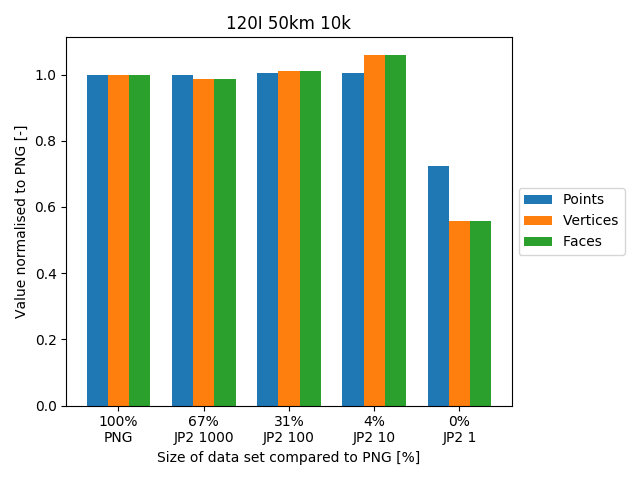 120I 50km 10k
Value normalised to PNG [-]
1.0
0.8
0.6
0.4
0.2
0.0
100%
PNG
67%
JP2 1000
31%
JP2 100
4%
JP2 10
0%
JP2 1
Size of data set compared to PNG [%]
Points
Vertices
Faces